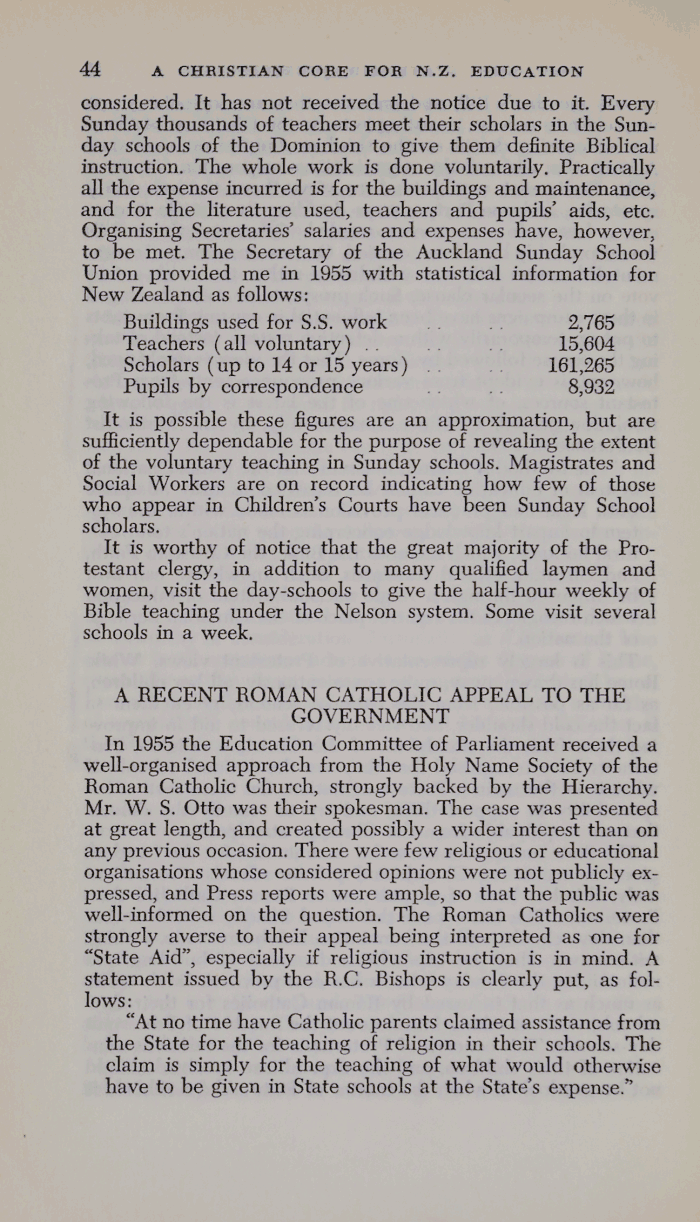 44 A CHRISTIAN CORE FOR N.Z. EDUCATION
considered. It has not received the notice due to it. Every
Sunday thousands of teachers meet their scholars in the Sun-
day schools of the Dominion to give them definite Biblical
instruction. The whole work is done voluntarily. Practically
all the expense incurred is for the buildings and maintenance,
and for the literature used, teachers and pupils’ aids, etc.
Organising Secretaries’ salaries and expenses have, however,
to be met. The Secretary of the Auckland Sunday School
Union provided me in 1955 with statistical information for
New Zealand as follows:
Buildings used for S.S. work .. .. 2,765
Teachers (all voluntary) .. .. .. 15,604
Scholars (up to 14 or 15 years) .. .. 161,265
Pupils by correspondence .. .. 8,932
It is possible these figures are an approximation, but are
sufficiently dependable for the purpose of revealing the extent
of the voluntary teaching in Sunday schools. Magistrates and
Social Workers are on record indicating how few of those
who appear in Children’s Courts have been Sunday School
scholars.
It is worthy of notice that the great majority of the Pro-
testant clergy, in addition to many qualified laymen and
women, visit the day-schools to give the half-hour weekly of
Bible teaching under the Nelson system. Some visit several
schools in a week.
A RECENT ROMAN CATHOLIC APPEAL TO THE
GOVERNMENT
In 1955 the Education Committee of Parliament received a
well-organised approach from the Holy Name Society of the
Roman Catholic Church, strongly backed by the Hierarchy.
Mr. W. S. Otto was their spokesman. The case was presented
at great length, and created possibly a wider interest than on
any previous occasion. There were few religious or educational
organisations whose considered opinions were not publicly ex-
pressed, and Press reports were ample, so that the public was
well-informed on the question. The Roman Catholics were
strongly averse to their appeal being interpreted as one for
“State Aid”, especially if religious instruction is in mind. A
statement issued by the R.C. Bishops is clearly put, as fol-
lows:
“At no time have Catholic parents claimed assistance from
the State for the teaching of religion in their schools. The
claim is simply for the teaching of what would otherwise
have to be given in State schools at the State’s expense.”